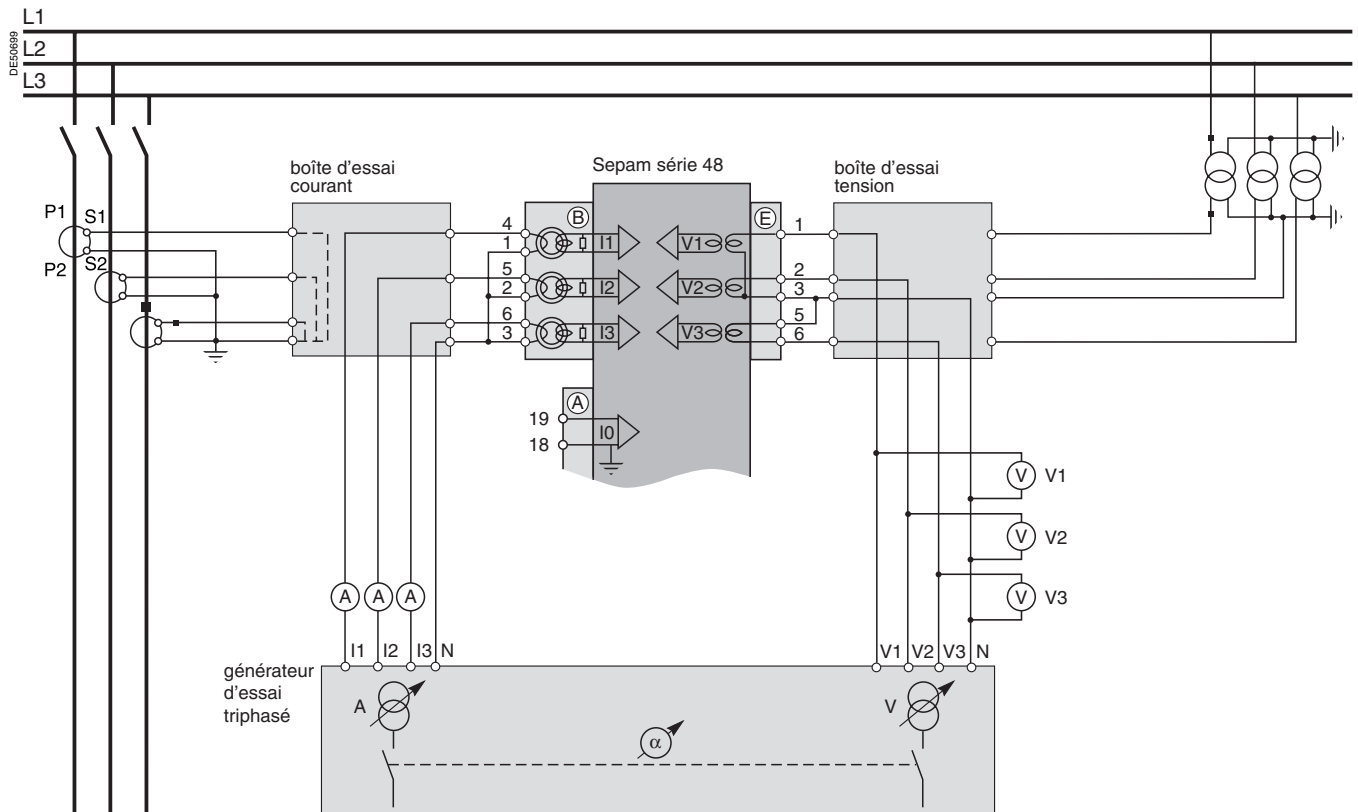 L1
DE50699
L2
L3
boîte d'essai
courant
Sepam série 48
boîte d'essai
tension
P1
S1
P2
S2
4
1
5
2
6
3
B
I1
I2
I3
V1
V2
V3
E
1
2
3
5
6
A
19
18
I0
V V1
V V2
V V3
A A A
I1 I2 I3 N
V1 V2 V3 N
générateur
d'essai
triphasé
A
V
α